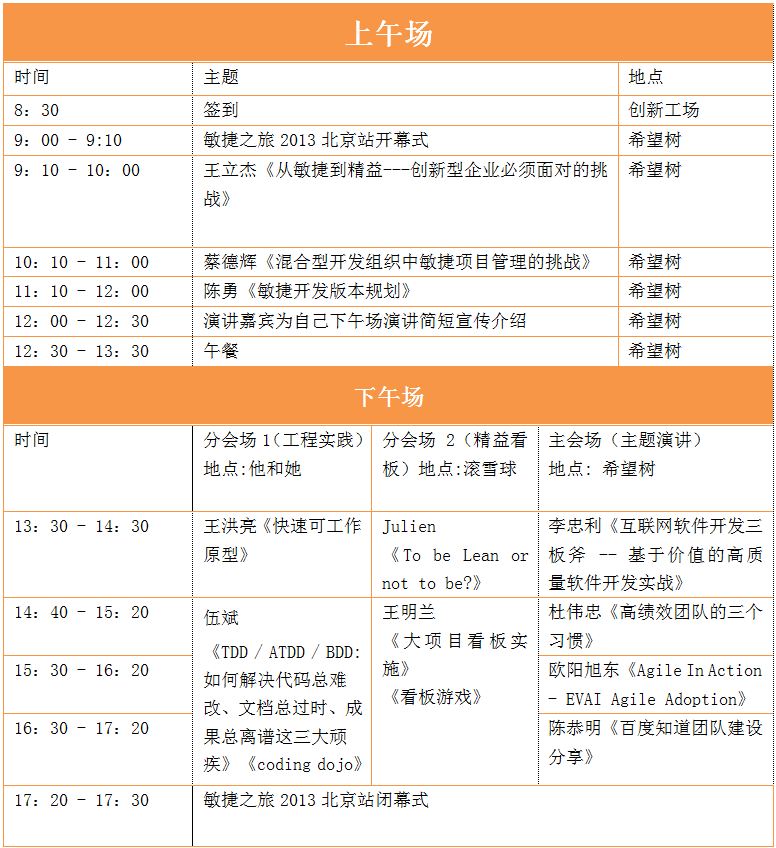 上午场
时间 主题 地点
8: 30 签到 创新工场
9: 00 - 9:10 敏捷之旅 2013 北京站开幕式 希望树
9: 10 - 10: 00 王立杰《从敏捷到精益---创新型企业必须面对的挑 希望树
战》
10: 10 - 11: 00 蔡德辉《混合型开发组织中敏捷项目管理的挑战》 希望树
11: 10 - 12: 00 陈勇《敏捷开发版本规划》 希望树
12: 00 - 12: 30 演讲嘉宾为自己下午场演讲简短宣传介绍 希望树
12: 30 - 13: 30 午餐 希望树
下午场
时间 分会场 1（工程实践） 分会场 2（精益看 主会场（主题演讲）
地点:他和她 板）地点:滚雪球 地点: 希望树
13: 30 - 14: 30 王洪亮《快速可工作 Julien 李忠利《互联网软件开发三
原型》 《To be Lean or 板斧 -- 基于价值的高质
not to be?》 量软件开发实战》
14: 40 - 15: 20 伍斌 王明兰 杜伟忠《高绩效团队的三个
《TDD / ATDD / BDD: 《大项目看板实 习惯》
15: 30 - 16: 20 如何解决代码总难 施》 欧阳旭东《Agile In Action
改、文档总过时、成 《看板游戏》 - EVAI Agile Adoption》
16: 30 - 17: 20 果总离谱这三大顽 陈恭明《百度知道团队建设
疾》《coding dojo》 分享》
17: 20 - 17: 30 敏捷之旅 2013 北京站闭幕式